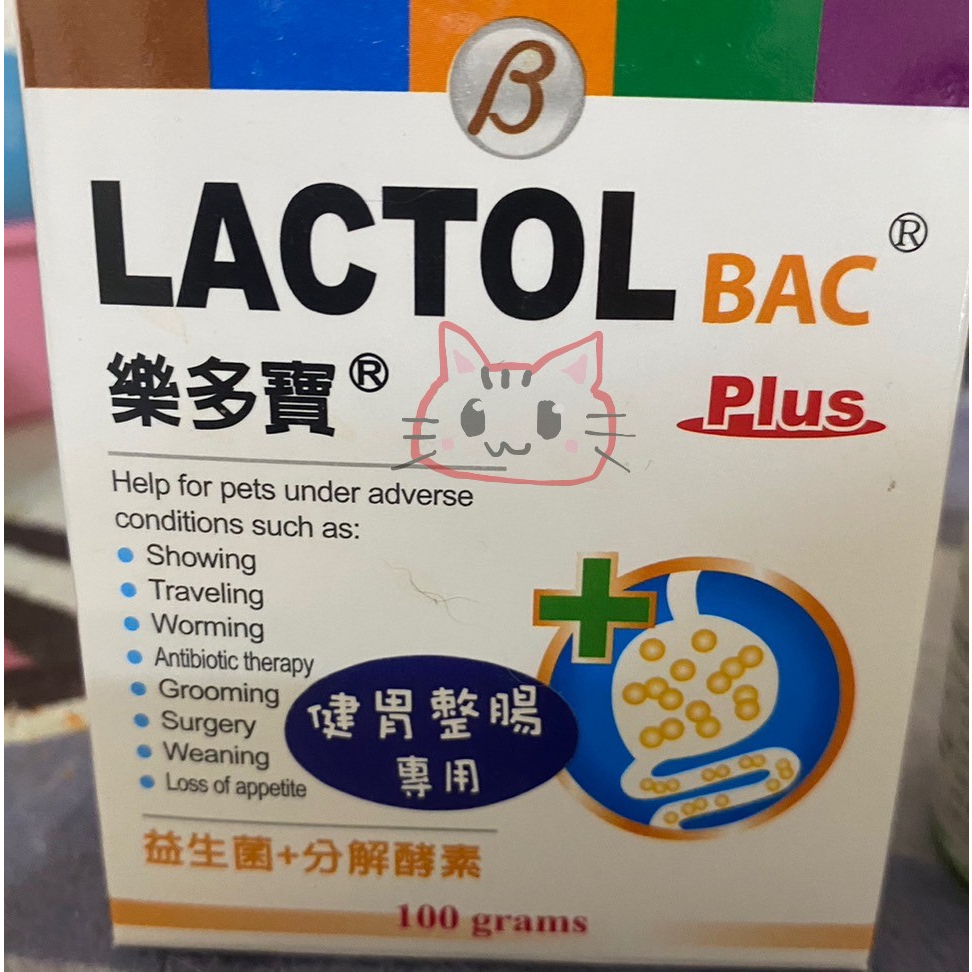 B
LACTOL BAC ®
樂多寶®
Plus
Help for pets under adverse
conditions such as:
Showing
Traveling
Worming
Antibiotic therapy
Grooming
Surgery
Weaning
Loss of appetite
健胃整腸
專用
益生菌+分解酵素
100 grams